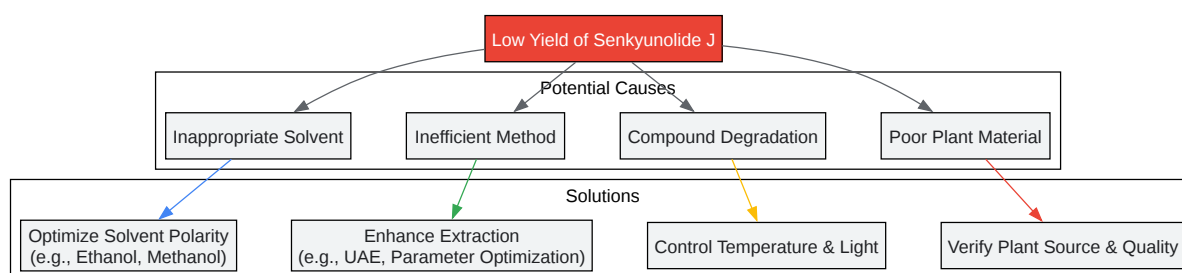 Low Yield of Senkyunolide J
Potential Causes
Inappropriate Solvent
Inefficient Method
Compound Degradation
Poor Plant Material
Solutions
Optimize Solvent Polarity
(e.g., Ethanol, Methanol)
Enhance Extraction
(e.g., UAE, Parameter Optimization)
Control Temperature & Light
Verify Plant Source & Quality